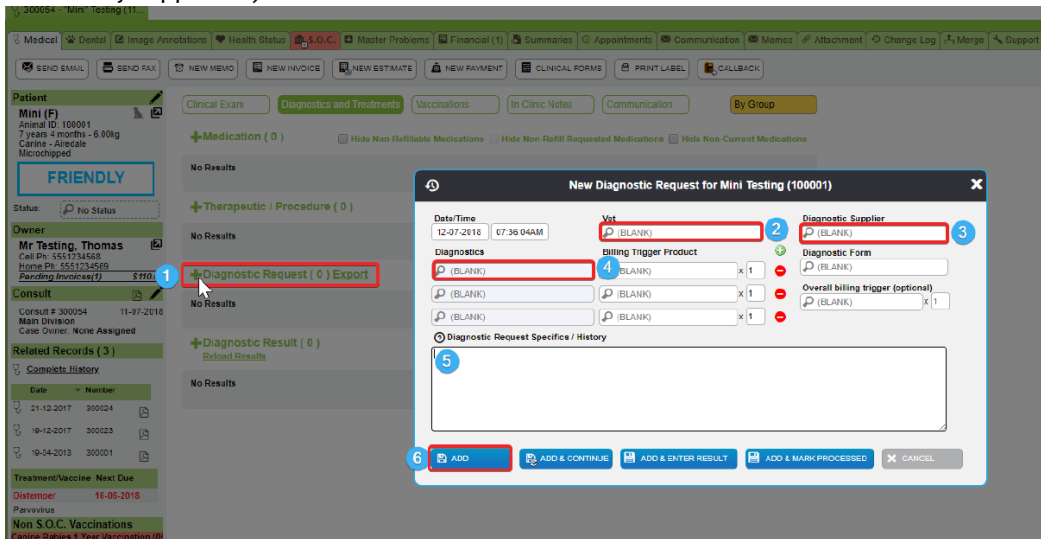 300054 - "Mini" Testing (11...
Medical Dental Image Annotations Health Status S.O.C. Master Problems Financial (1) Summaries Appointments Communication Memos Attachment Change Log Merge Support
SEND EMAIL SEND FAX NEW MEMO NEW INVOICE NEW ESTIMATE NEW PAYMENT CLINICAL FORMS PRINT LABEL CALLBACK
Patient
Mini (F)
Animal ID: 100001
7 years 4 months - 6.00kg
Canine - Airedale
Microchipped
FRIENDLY
Status: No Status
Owner
Mr Testing, Thomas
Cell Ph: 5551234568
Home Ph: 5551234569
Pending Invoices(1) $110.
Consult
Consult # 300054 11-07-2018
Main Division
Case Owner: None Assigned
Related Records ( 3 )
Complete History
Date Number
21-12-2017 300024
19-12-2017 300023
19-04-2013 300001
Treatment/Vaccine Next Due
Distemper 16-06-2018
Parvovirus
Non S.O.C. Vaccinations
Canine Rabies 1 Year Vaccination
Clinical Exam Diagnostics and Treatments Vaccinations In Clinic Notes Communication By Group
Medication ( 0 ) Hide Non-Refillable Medications Hide Non-Refill Requested Medications Hide Non-Current Medications
No Results
Therapeutic / Procedure ( 0 )
No Results
1
Diagnostic Request ( 0 ) Export
No Results
Diagnostic Result ( 0 )
Reload Results
No Results
New Diagnostic Request for Mini Testing (100001)
Date/Time Vet Diagnostic Supplier
12-07-2018 07:36:04AM (BLANK) 2 (BLANK) 3
Diagnostics Billing Trigger Product Diagnostic Form
(BLANK) 4 (BLANK) x 1 (BLANK)
Overall billing trigger (optional)
(BLANK) (BLANK) x 1 (BLANK) x 1
(BLANK) (BLANK) x 1
Diagnostic Request Specifics / History
5
6 ADD ADD & CONTINUE ADD & ENTER RESULT ADD & MARK PROCESSED CANCEL